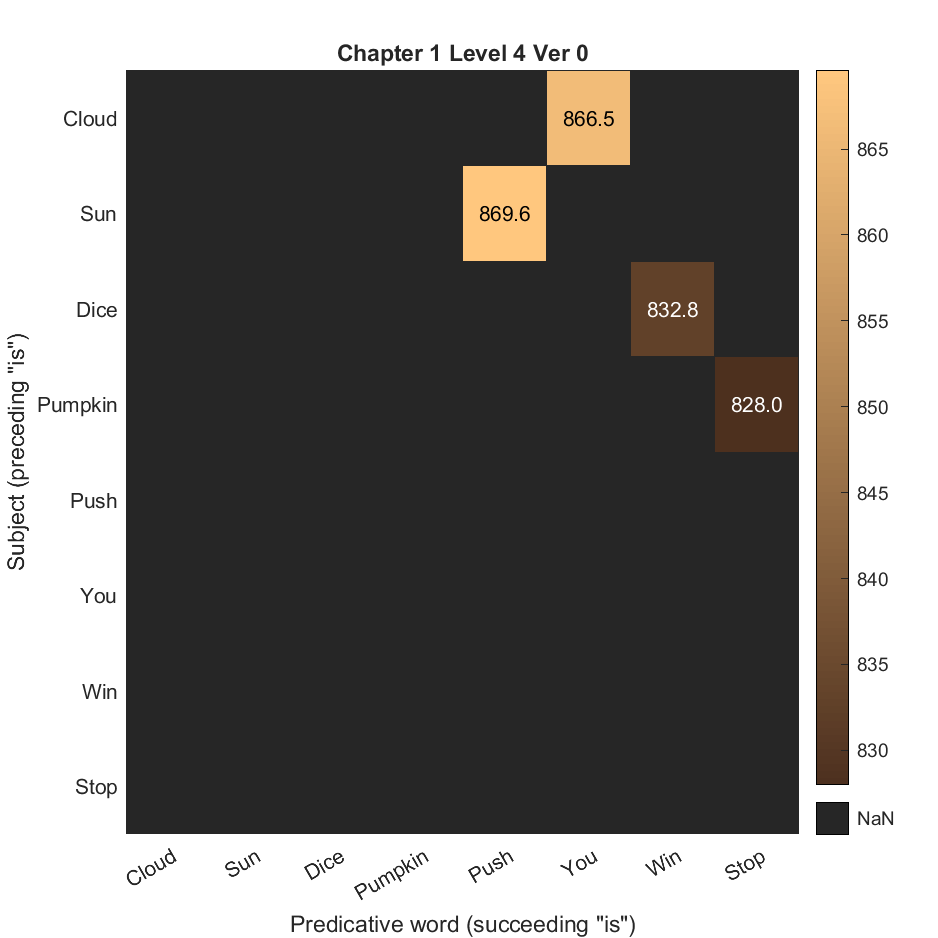 Chapter 1 Level 4 Ver 0
Subject (preceding "is")
Cloud
Sun
Dice
Pumpkin
Push
You
Win
Stop
866.5
869.6
832.8
828.0
Cloud
Sun
Dice
Pumpkin
Push
You
Win
Stop
Predicative word (succeeding "is")
865
860
855
850
845
840
835
830
NaN